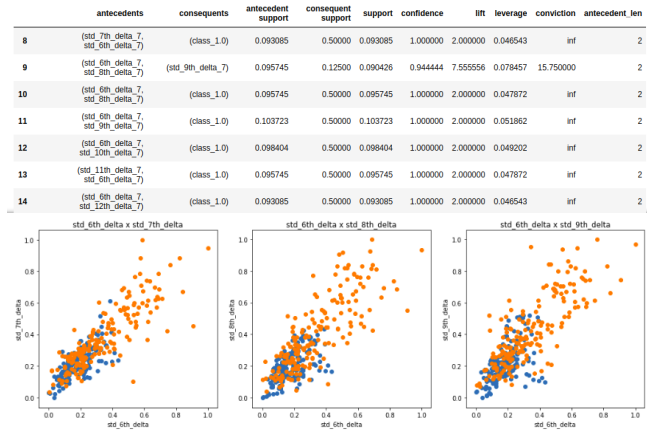 antecedents consequents antecedent support consequent support support confidence lift leverage conviction antecedent_len
8 (std_7th_delta_7, std_6th_delta_7) (class_1.0) 0.093085 0.50000 0.093085 1.000000 2.000000 0.046543 inf 2
9 (std_6th_delta_7, std_8th_delta_7) (std_9th_delta_7) 0.095745 0.12500 0.090426 0.944444 7.555556 0.078457 15.750000 2
10 (std_6th_delta_7, std_8th_delta_7) (class_1.0) 0.095745 0.50000 0.095745 1.000000 2.000000 0.047872 inf 2
11 (std_6th_delta_7, std_9th_delta_7) (class_1.0) 0.103723 0.50000 0.103723 1.000000 2.000000 0.051862 inf 2
12 (std_6th_delta_7, std_10th_delta_7) (class_1.0) 0.098404 0.50000 0.098404 1.000000 2.000000 0.049202 inf 2
13 (std_11th_delta_7, std_6th_delta_7) (class_1.0) 0.095745 0.50000 0.095745 1.000000 2.000000 0.047872 inf 2
14 (std_6th_delta_7, std_12th_delta_7) (class_1.0) 0.093085 0.50000 0.093085 1.000000 2.000000 0.046543 inf 2
std_6th_delta x std_7th_delta
1.0
0.8
0.6
0.4
0.2
0.0
std_7th_delta
0.0 0.2 0.4 0.6 0.8 1.0
std_6th_delta
std_6th_delta x std_8th_delta
1.0
0.8
0.6
0.4
0.2
0.0
std_8th_delta
0.0 0.2 0.4 0.6 0.8 1.0
std_6th_delta
std_6th_delta x std_9th_delta
1.0
0.8
0.6
0.4
0.2
0.0
std_9th_delta
0.0 0.2 0.4 0.6 0.8 1.0
std_6th_delta